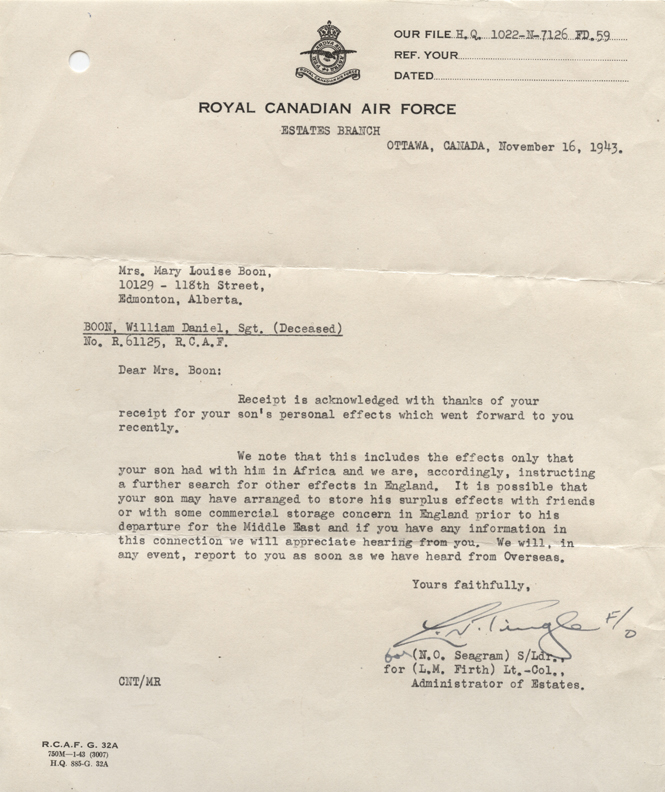 OUR FILE H.Q. 1022-N-7126 FD.59
REF. YOUR
DATED
ROYAL CANADIAN AIR FORCE
ESTATES BRANCH
OTTAWA, CANADA, November 16, 1943.
Mrs. Mary Louise Boon,
10129 - 118th Street,
Edmonton, Alberta.
BOON, William Daniel, Sgt. (Deceased)
No. R.61125, R.C.A.F.
Dear Mrs. Boon:
Receipt is acknowledged with thanks of your
receipt for your son's personal effects which went forward to you
recently.
We note that this includes the effects only that
your son had with him in Africa and we are, accordingly, instructing
a further search for other effects in England. It is possible that
your son may have arranged to store his surplus effects with friends
or with some commercial storage concern in England prior to his
departure for the Middle East and if you have any information in
this connection we will appreciate hearing from you. We will, in
any event, report to you as soon as we have heard from Overseas.
Yours faithfully,
Tingle F/O
for (N.O. Seagram) S/Ldr.,
for (L.M. Firth) Lt.-Col.,
Administrator of Estates.
CNT/MR
R.C.A.F. G. 32A
750M—1-43 (3007)
H.Q. 885-G. 32A